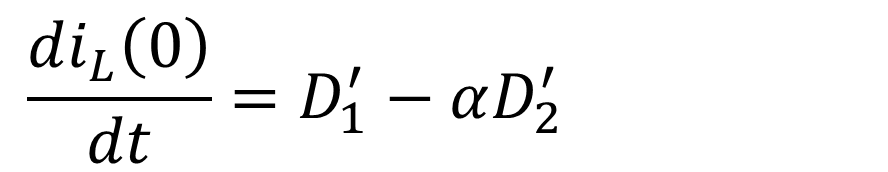 di_L(0)/dt = D′_1 − αD′_2